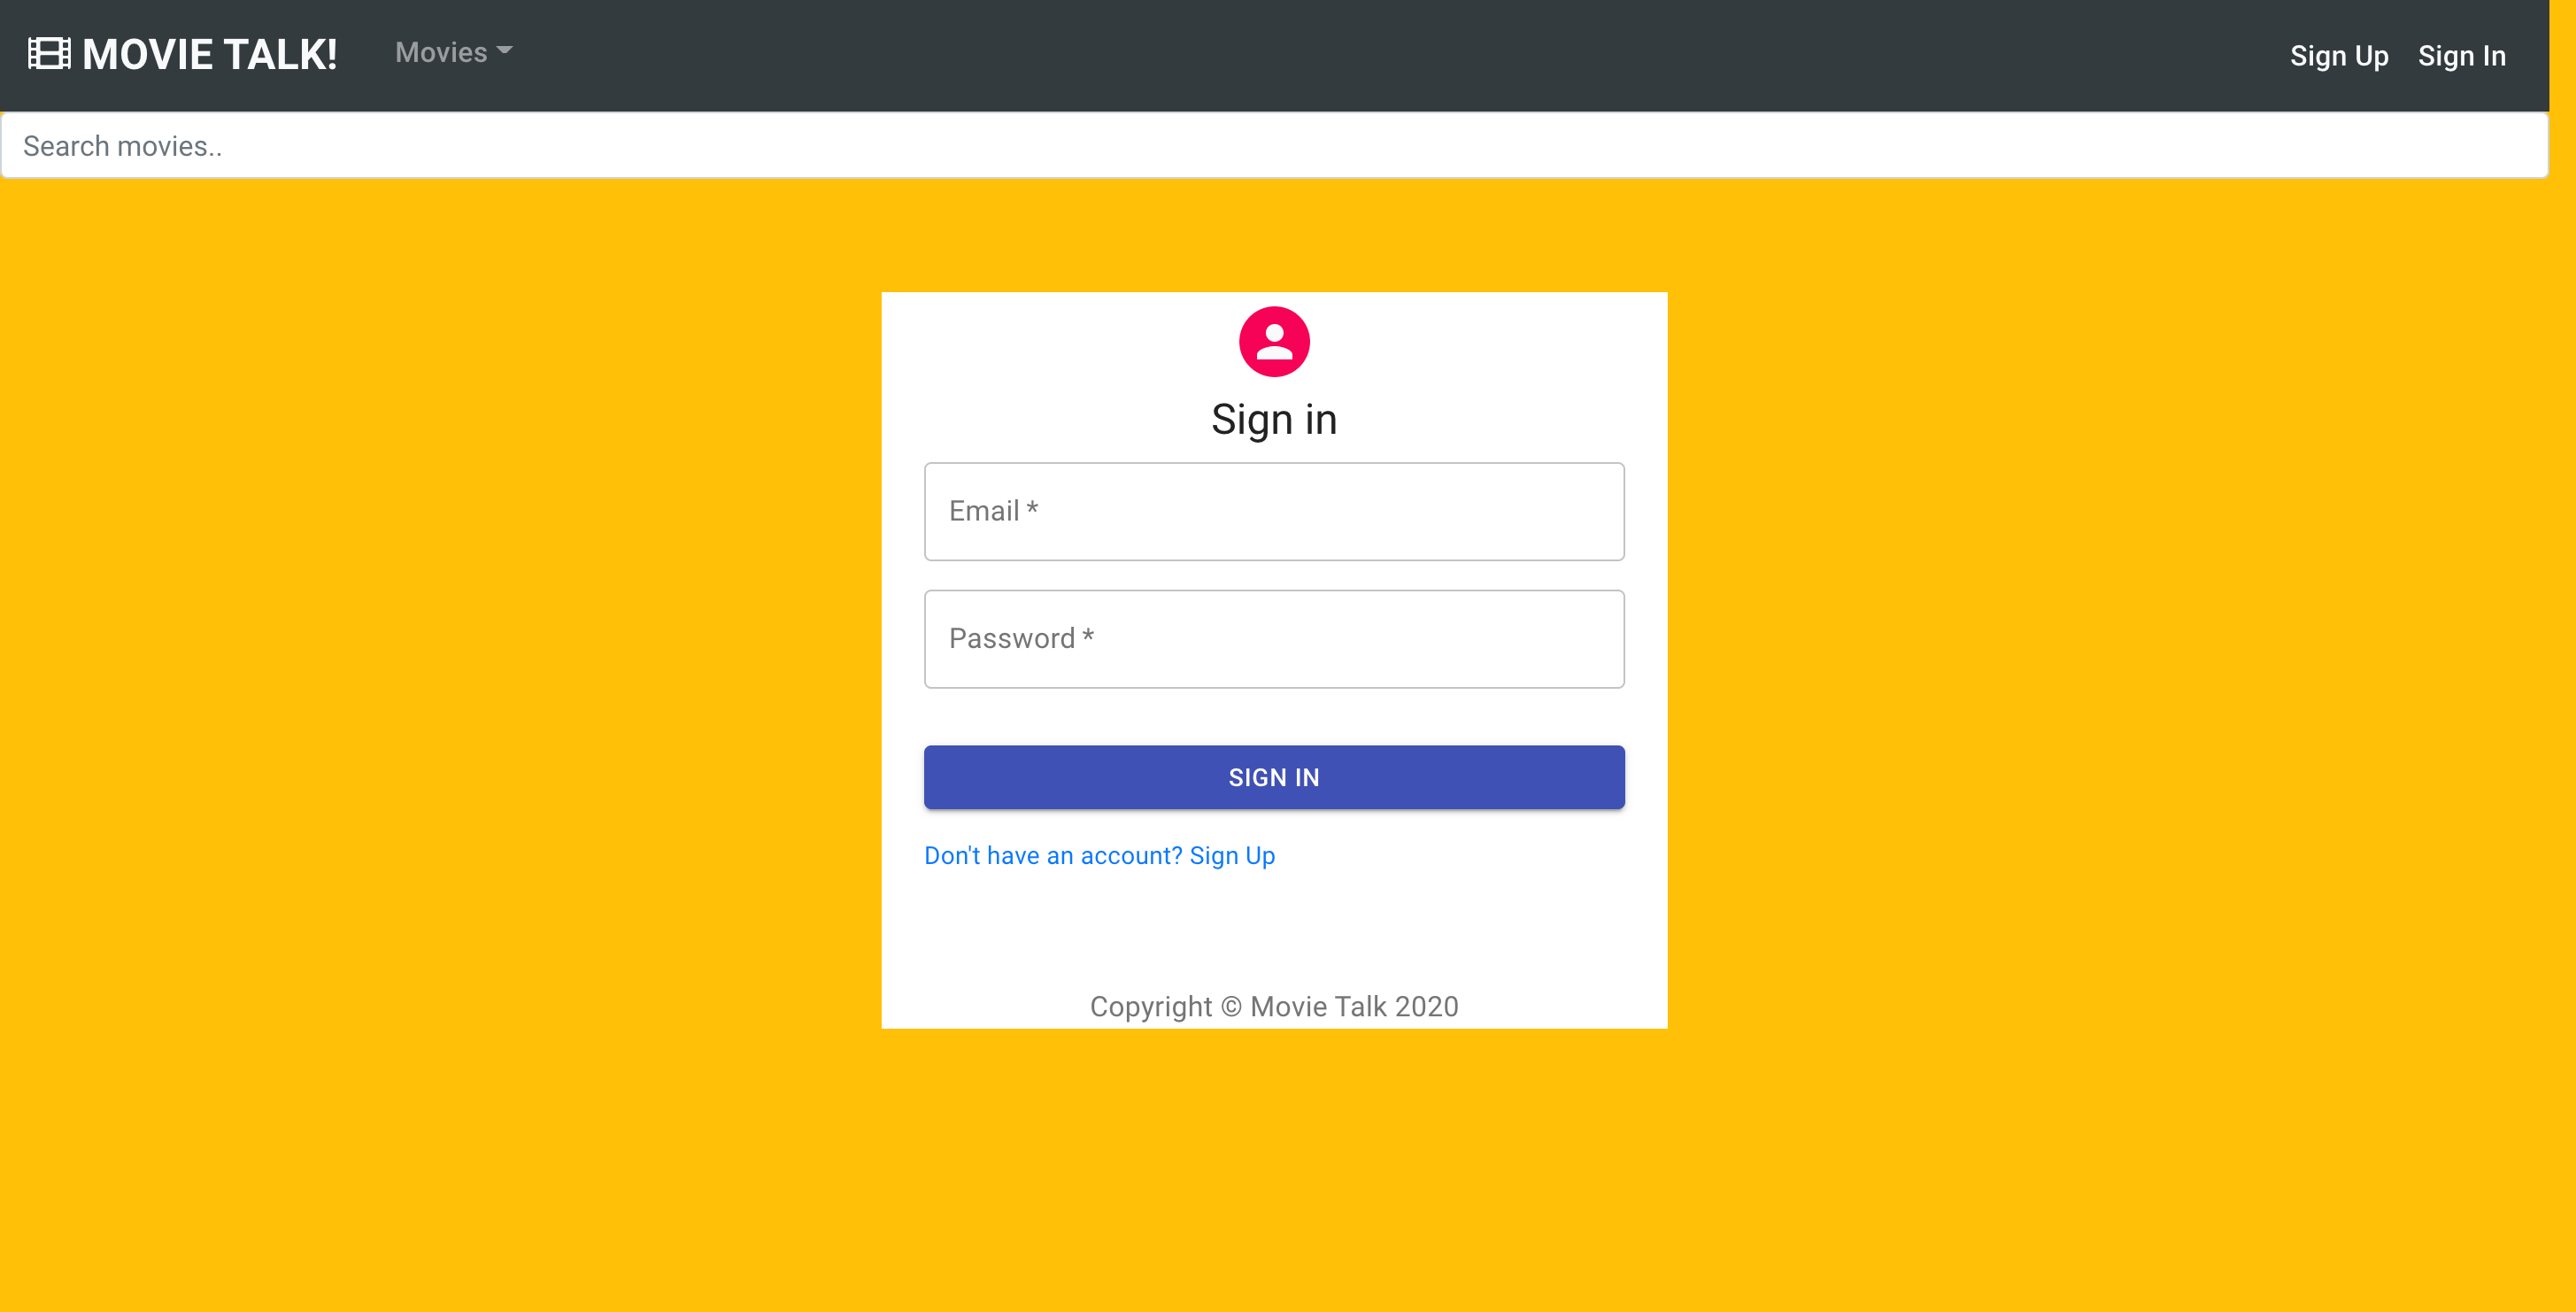 MOVIE TALK!
Movies
Sign Up
Sign In
Search movies..
Sign in
Email *
Password *
SIGN IN
Don't have an account? Sign Up
Copyright © Movie Talk 2020